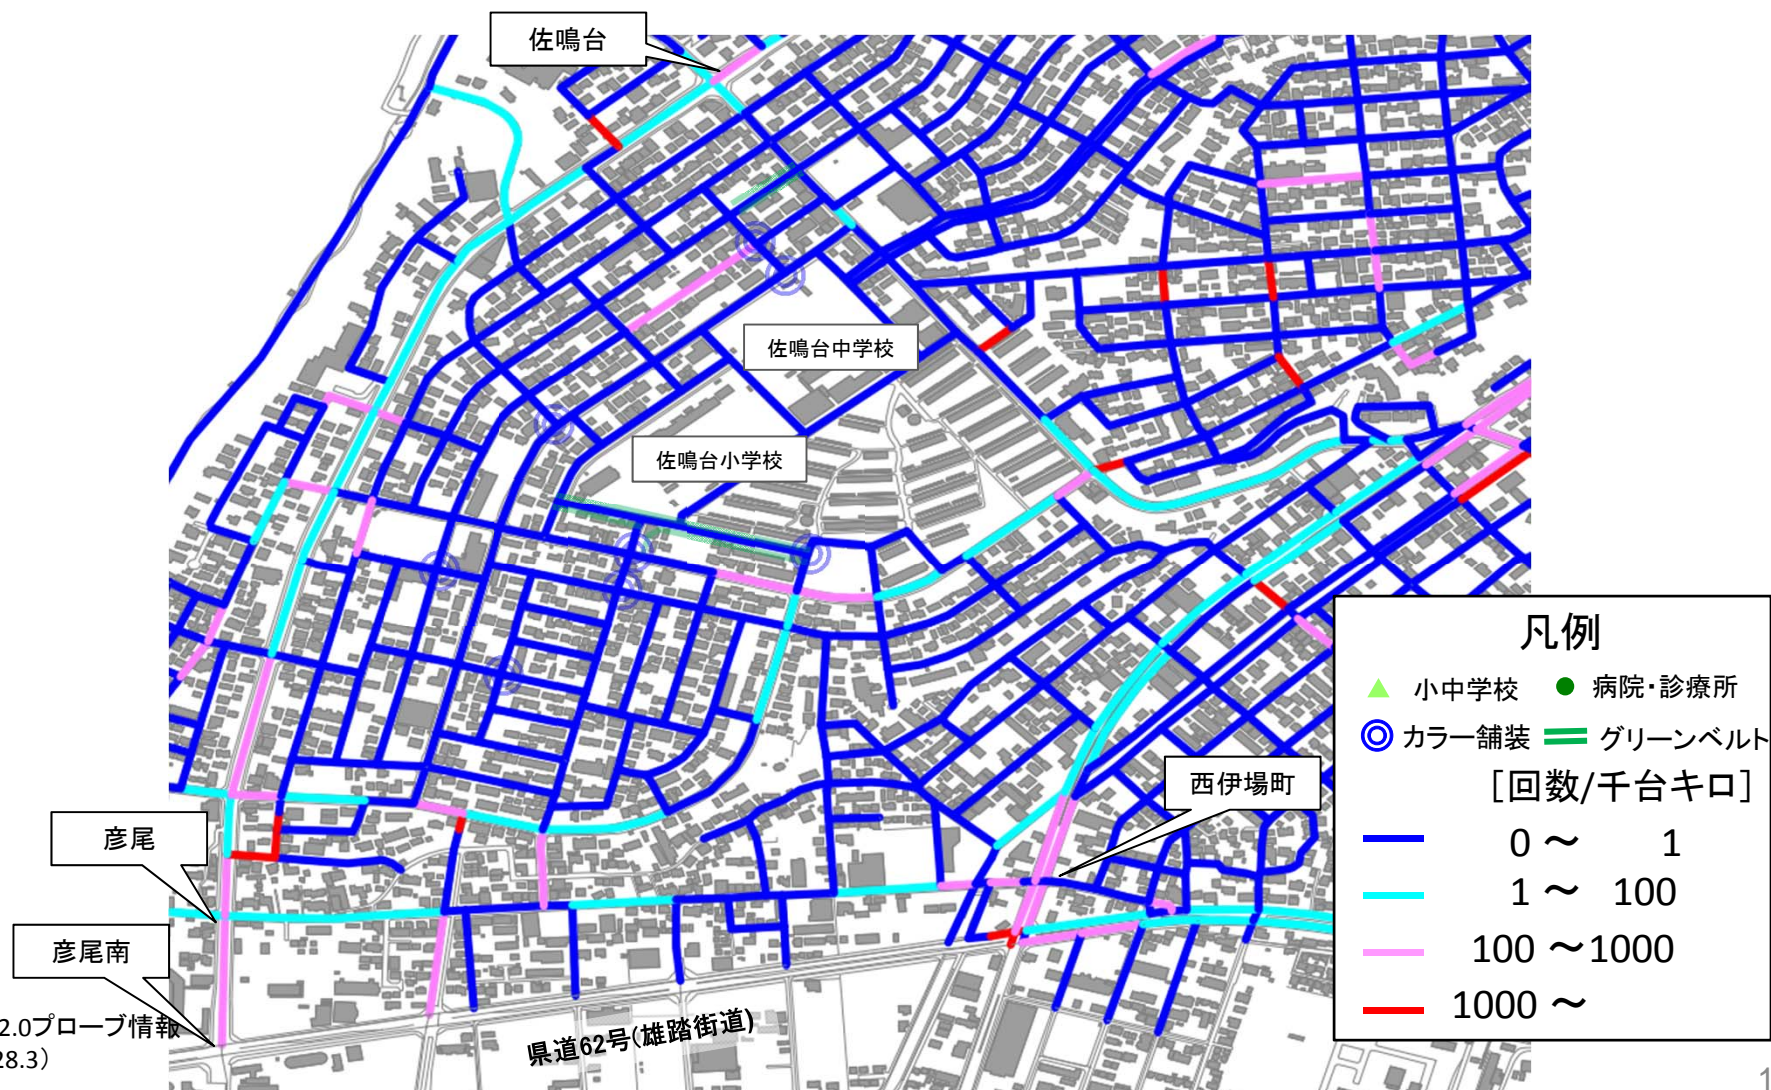 佐鳴台
佐鳴台中学校
佐鳴台小学校
凡例
小中学校
病院・診療所
カラー舗装
グリーンベルト
[回数/千台キロ]
0 ～ 1
1 ～ 100
100 ～1000
1000 ～
西伊場町
彦尾
彦尾南
2.0プローブ情報
28.3）
県道62号(雄踏街道)
1